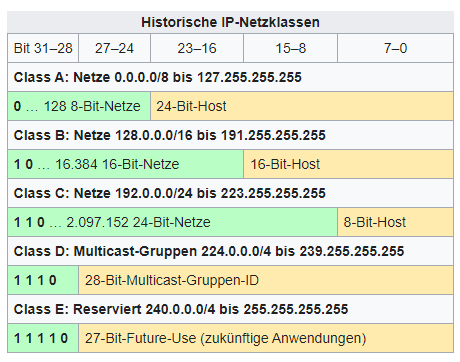 Historische IP-Netzklassen
Bit 31–28 27–24 23–16 15–8 7–0
Class A: Netze 0.0.0.0/8 bis 127.255.255.255
0 … 128 8-Bit-Netze 24-Bit-Host
Class B: Netze 128.0.0.0/16 bis 191.255.255.255
1 0 … 16.384 16-Bit-Netze 16-Bit-Host
Class C: Netze 192.0.0.0/24 bis 223.255.255.255
1 1 0 … 2.097.152 24-Bit-Netze 8-Bit-Host
Class D: Multicast-Gruppen 224.0.0.0/4 bis 239.255.255.255
1 1 1 0 28-Bit-Multicast-Gruppen-ID
Class E: Reserviert 240.0.0.0/4 bis 255.255.255.255
1 1 1 1 0 27-Bit-Future-Use (zukünftige Anwendungen)